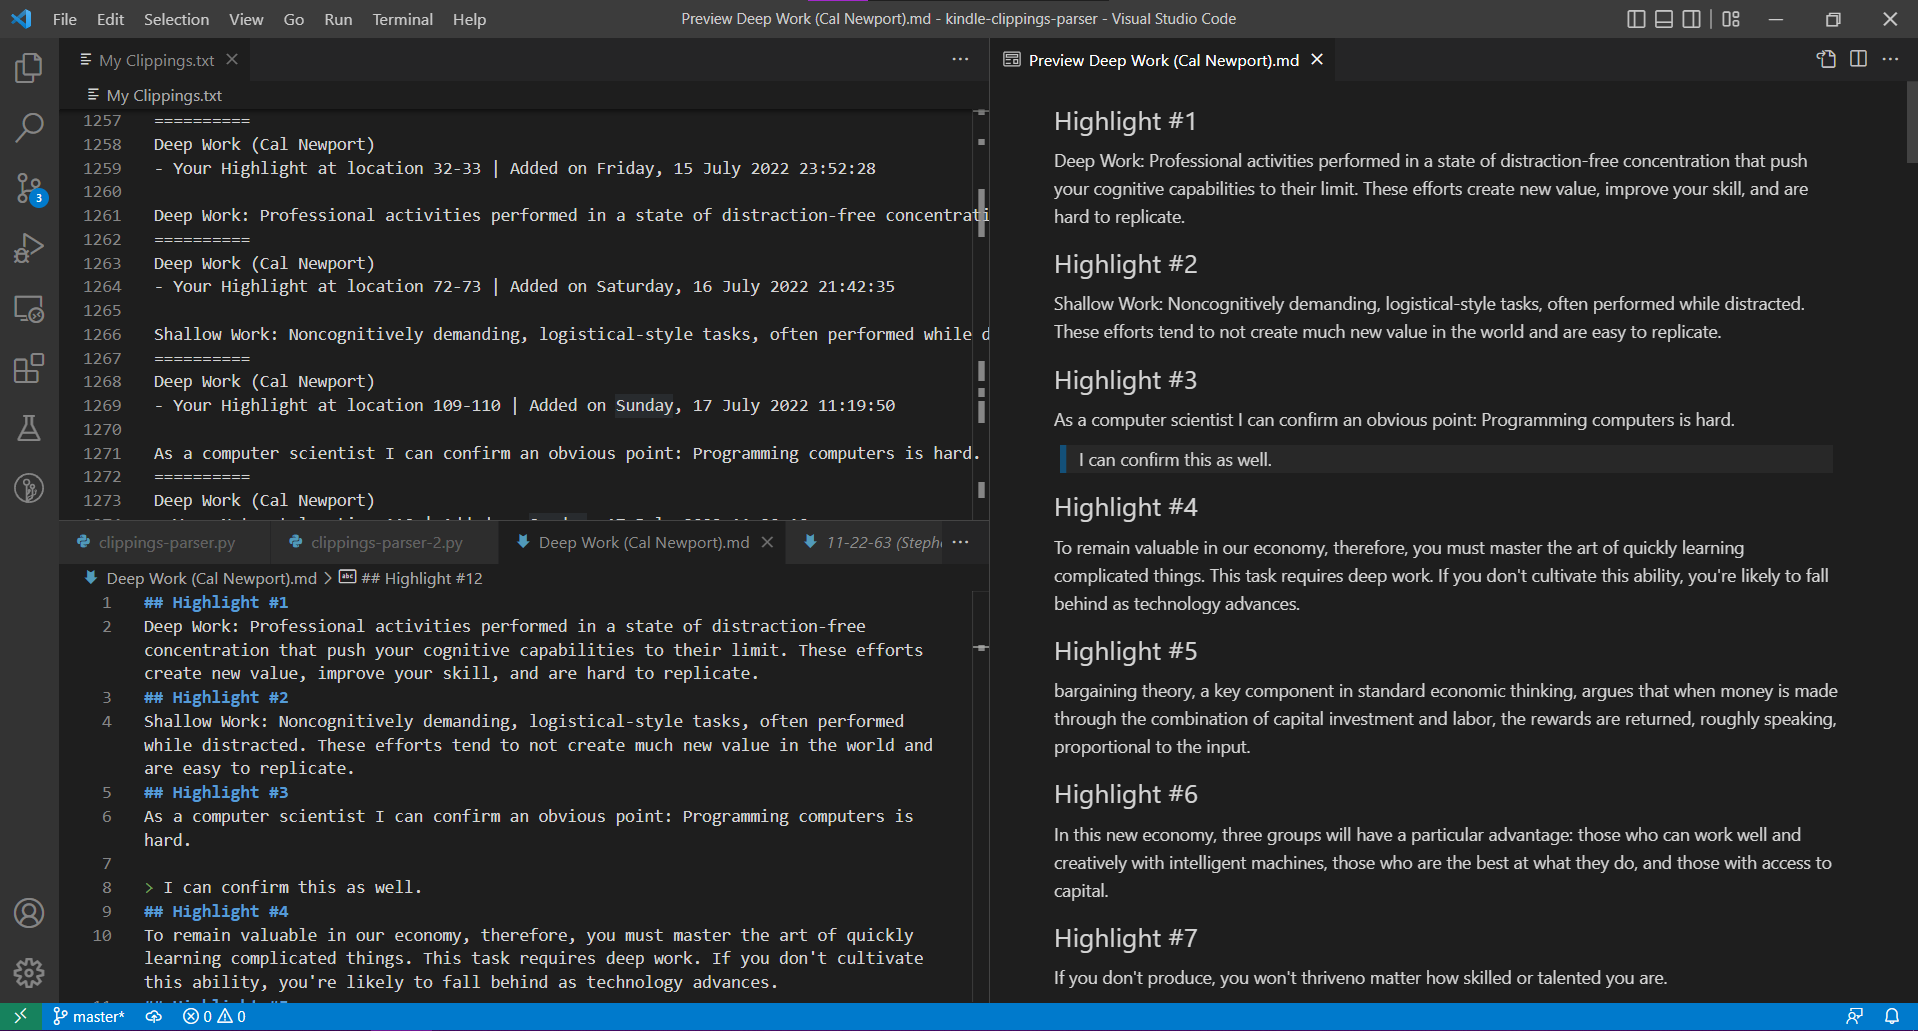 File Edit Selection View Go Run Terminal Help
Preview Deep Work (Cal Newport).md - kindle-clippings-parser - Visual Studio Code
My Clippings.txt
My Clippings.txt
1257 ==========
1258 Deep Work (Cal Newport)
1259 - Your Highlight at location 32-33 | Added on Friday, 15 July 2022 23:52:28
1260
1261 Deep Work: Professional activities performed in a state of distraction-free concentrati
1262 ==========
1263 Deep Work (Cal Newport)
1264 - Your Highlight at location 72-73 | Added on Saturday, 16 July 2022 21:42:35
1265
1266 Shallow Work: Noncognitively demanding, logistical-style tasks, often performed while d
1267 ==========
1268 Deep Work (Cal Newport)
1269 - Your Highlight at location 109-110 | Added on Sunday, 17 July 2022 11:19:50
1270
1271 As a computer scientist I can confirm an obvious point: Programming computers is hard.
1272 ==========
1273 Deep Work (Cal Newport)
3
clippings-parser.py clippings-parser-2.py Deep Work (Cal Newport).md 11-22-63 (Steph
Deep Work (Cal Newport).md > abc ## Highlight #12
1 ## Highlight #1
2 Deep Work: Professional activities performed in a state of distraction-free
concentration that push your cognitive capabilities to their limit. These efforts
create new value, improve your skill, and are hard to replicate.
3 ## Highlight #2
4 Shallow Work: Noncognitively demanding, logistical-style tasks, often performed
while distracted. These efforts tend to not create much new value in the world and
are easy to replicate.
5 ## Highlight #3
6 As a computer scientist I can confirm an obvious point: Programming computers is
hard.
7
8 > I can confirm this as well.
9 ## Highlight #4
10 To remain valuable in our economy, therefore, you must master the art of quickly
learning complicated things. This task requires deep work. If you don't cultivate
this ability, you're likely to fall behind as technology advances.
Preview Deep Work (Cal Newport).md
Highlight #1
Deep Work: Professional activities performed in a state of distraction-free concentration that push
your cognitive capabilities to their limit. These efforts create new value, improve your skill, and are
hard to replicate.
Highlight #2
Shallow Work: Noncognitively demanding, logistical-style tasks, often performed while distracted.
These efforts tend to not create much new value in the world and are easy to replicate.
Highlight #3
As a computer scientist I can confirm an obvious point: Programming computers is hard.
I can confirm this as well.
Highlight #4
To remain valuable in our economy, therefore, you must master the art of quickly learning
complicated things. This task requires deep work. If you don't cultivate this ability, you're likely to fall
behind as technology advances.
Highlight #5
bargaining theory, a key component in standard economic thinking, argues that when money is made
through the combination of capital investment and labor, the rewards are returned, roughly speaking,
proportional to the input.
Highlight #6
In this new economy, three groups will have a particular advantage: those who can work well and
creatively with intelligent machines, those who are the best at what they do, and those with access to
capital.
Highlight #7
If you don't produce, you won't thriveno matter how skilled or talented you are.
master* 0 0